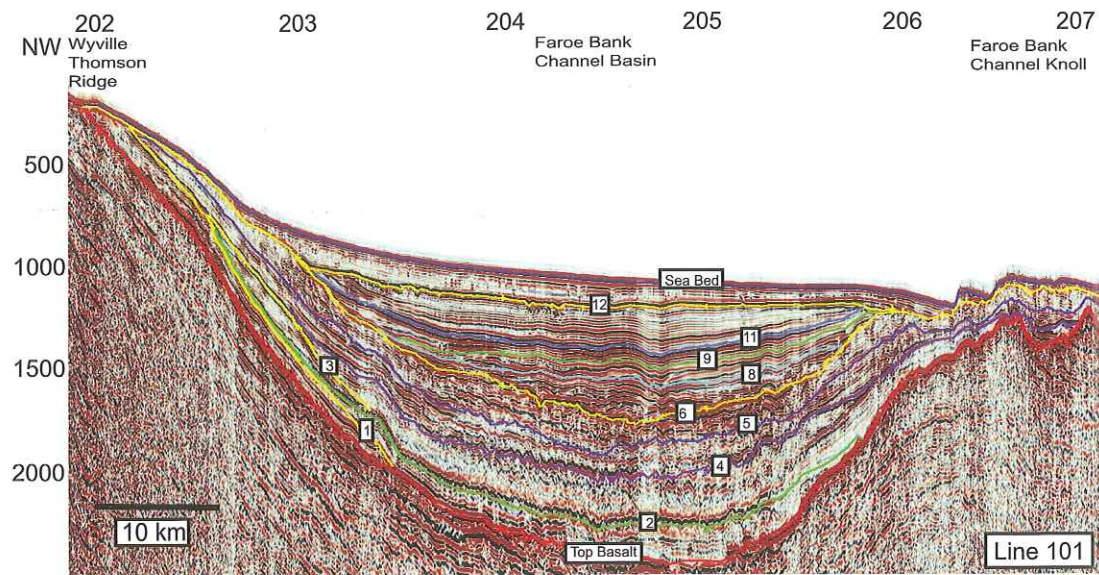 202 203 204 205 206 207
NW Wyville Thomson Ridge
Faroe Bank Channel Basin
Faroe Bank Channel Knoll
500
1000
1500
2000
Sea Bed
12
11
9
8
3
6
5
1
4
2
10 km
Top Basalt
Line 101